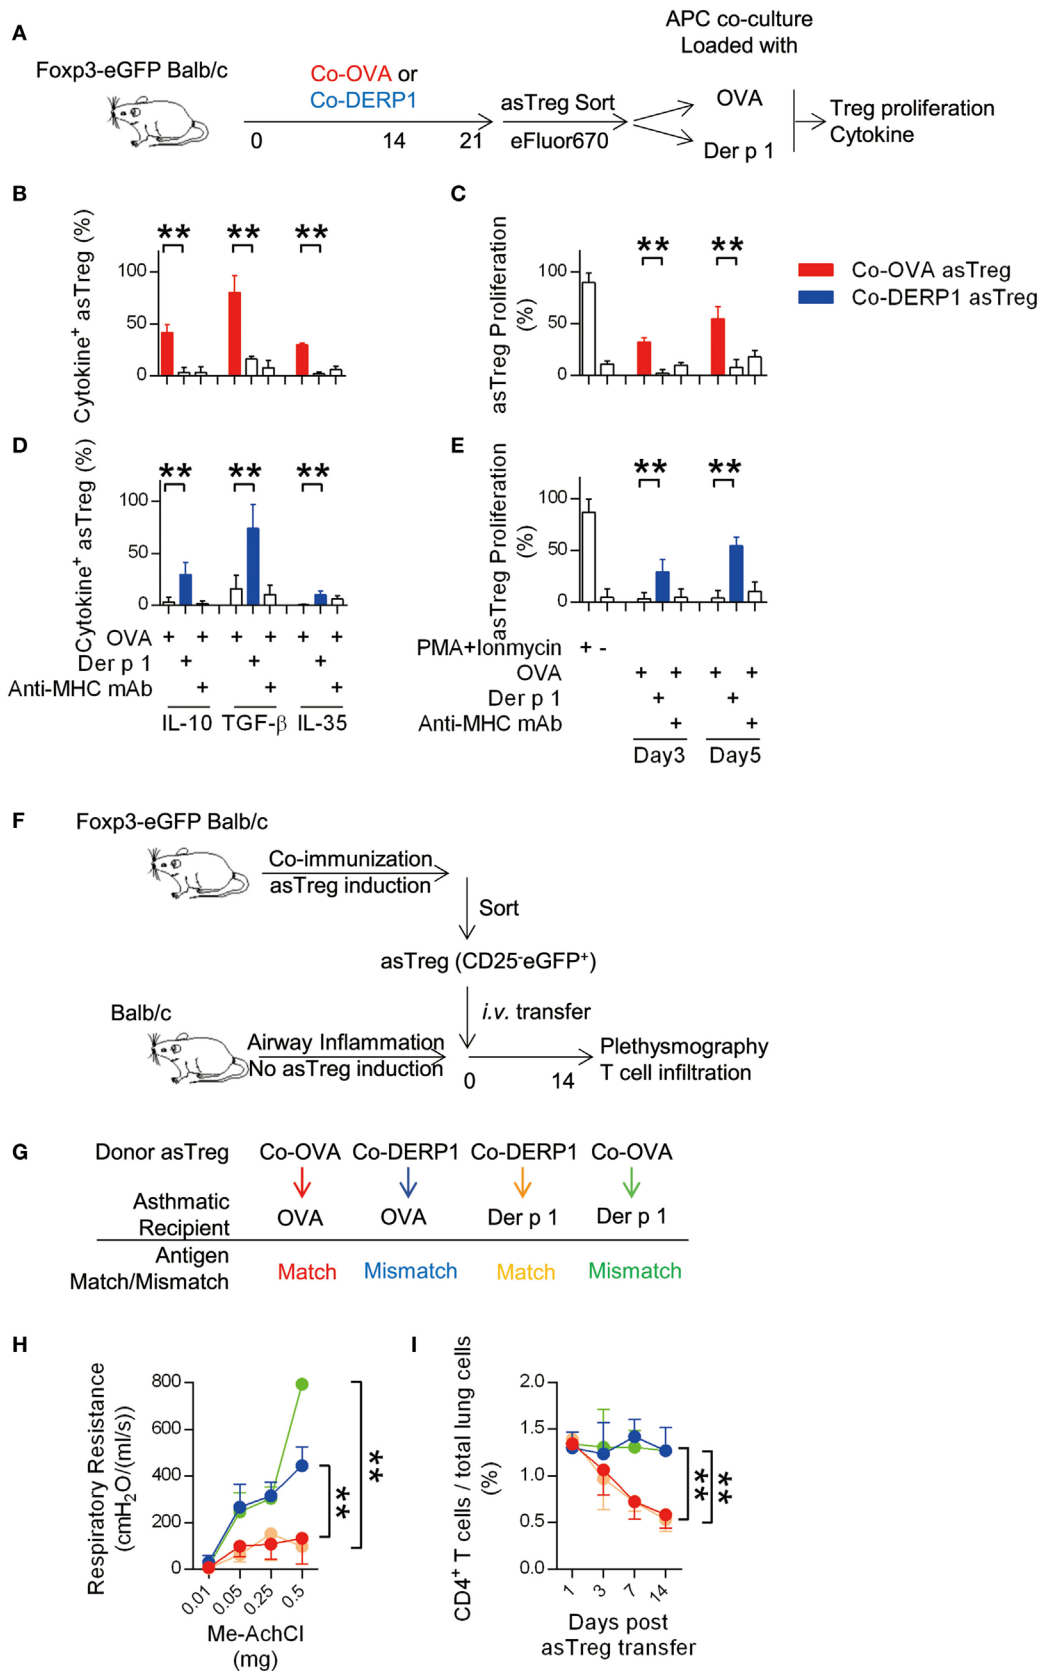 A
APC co-culture
Loaded with
Foxp3-eGFP Balb/c
Co-OVA or
Co-DERP1
asTreg Sort
eFluor670
0 14 21
OVA
Der p 1
Treg proliferation
Cytokine
B
Cytokine+ asTreg (%)
100
50
0
** ** **
C
asTreg Proliferation
(%)
100
50
0
** **
Co-OVA asTreg
Co-DERP1 asTreg
D
Cytokine+ asTreg (%)
100
50
0
** ** **
OVA + + + + + +
Der p 1 + + +
Anti-MHC mAb + + +
IL-10 TGF-β IL-35
E
asTreg Proliferation
(%)
100
50
0
** **
PMA+Ionmycin + -
OVA + + + +
Der p 1 + +
Anti-MHC mAb + +
Day3 Day5
F
Foxp3-eGFP Balb/c
Co-immunization
asTreg induction
Sort
asTreg (CD25-eGFP+)
i.v. transfer
Balb/c
Airway Inflammation
No asTreg induction
0 14
Plethysmography
T cell infiltration
G
Donor asTreg Co-OVA Co-DERP1 Co-DERP1 Co-OVA
Asthmatic
Recipient
OVA OVA Der p 1 Der p 1
Antigen
Match/Mismatch
Match Mismatch Match Mismatch
H
Respiratory Resistance
(cmH2O/(ml/s))
800
600
400
200
0
0.01 0.05 0.25 0.5
Me-AchCl
(mg)
**
**
I
CD4+ T cells / total lung cells
(%)
2.0
1.5
1.0
0.5
0.0
1 3 7 14
Days post
asTreg transfer
**
**